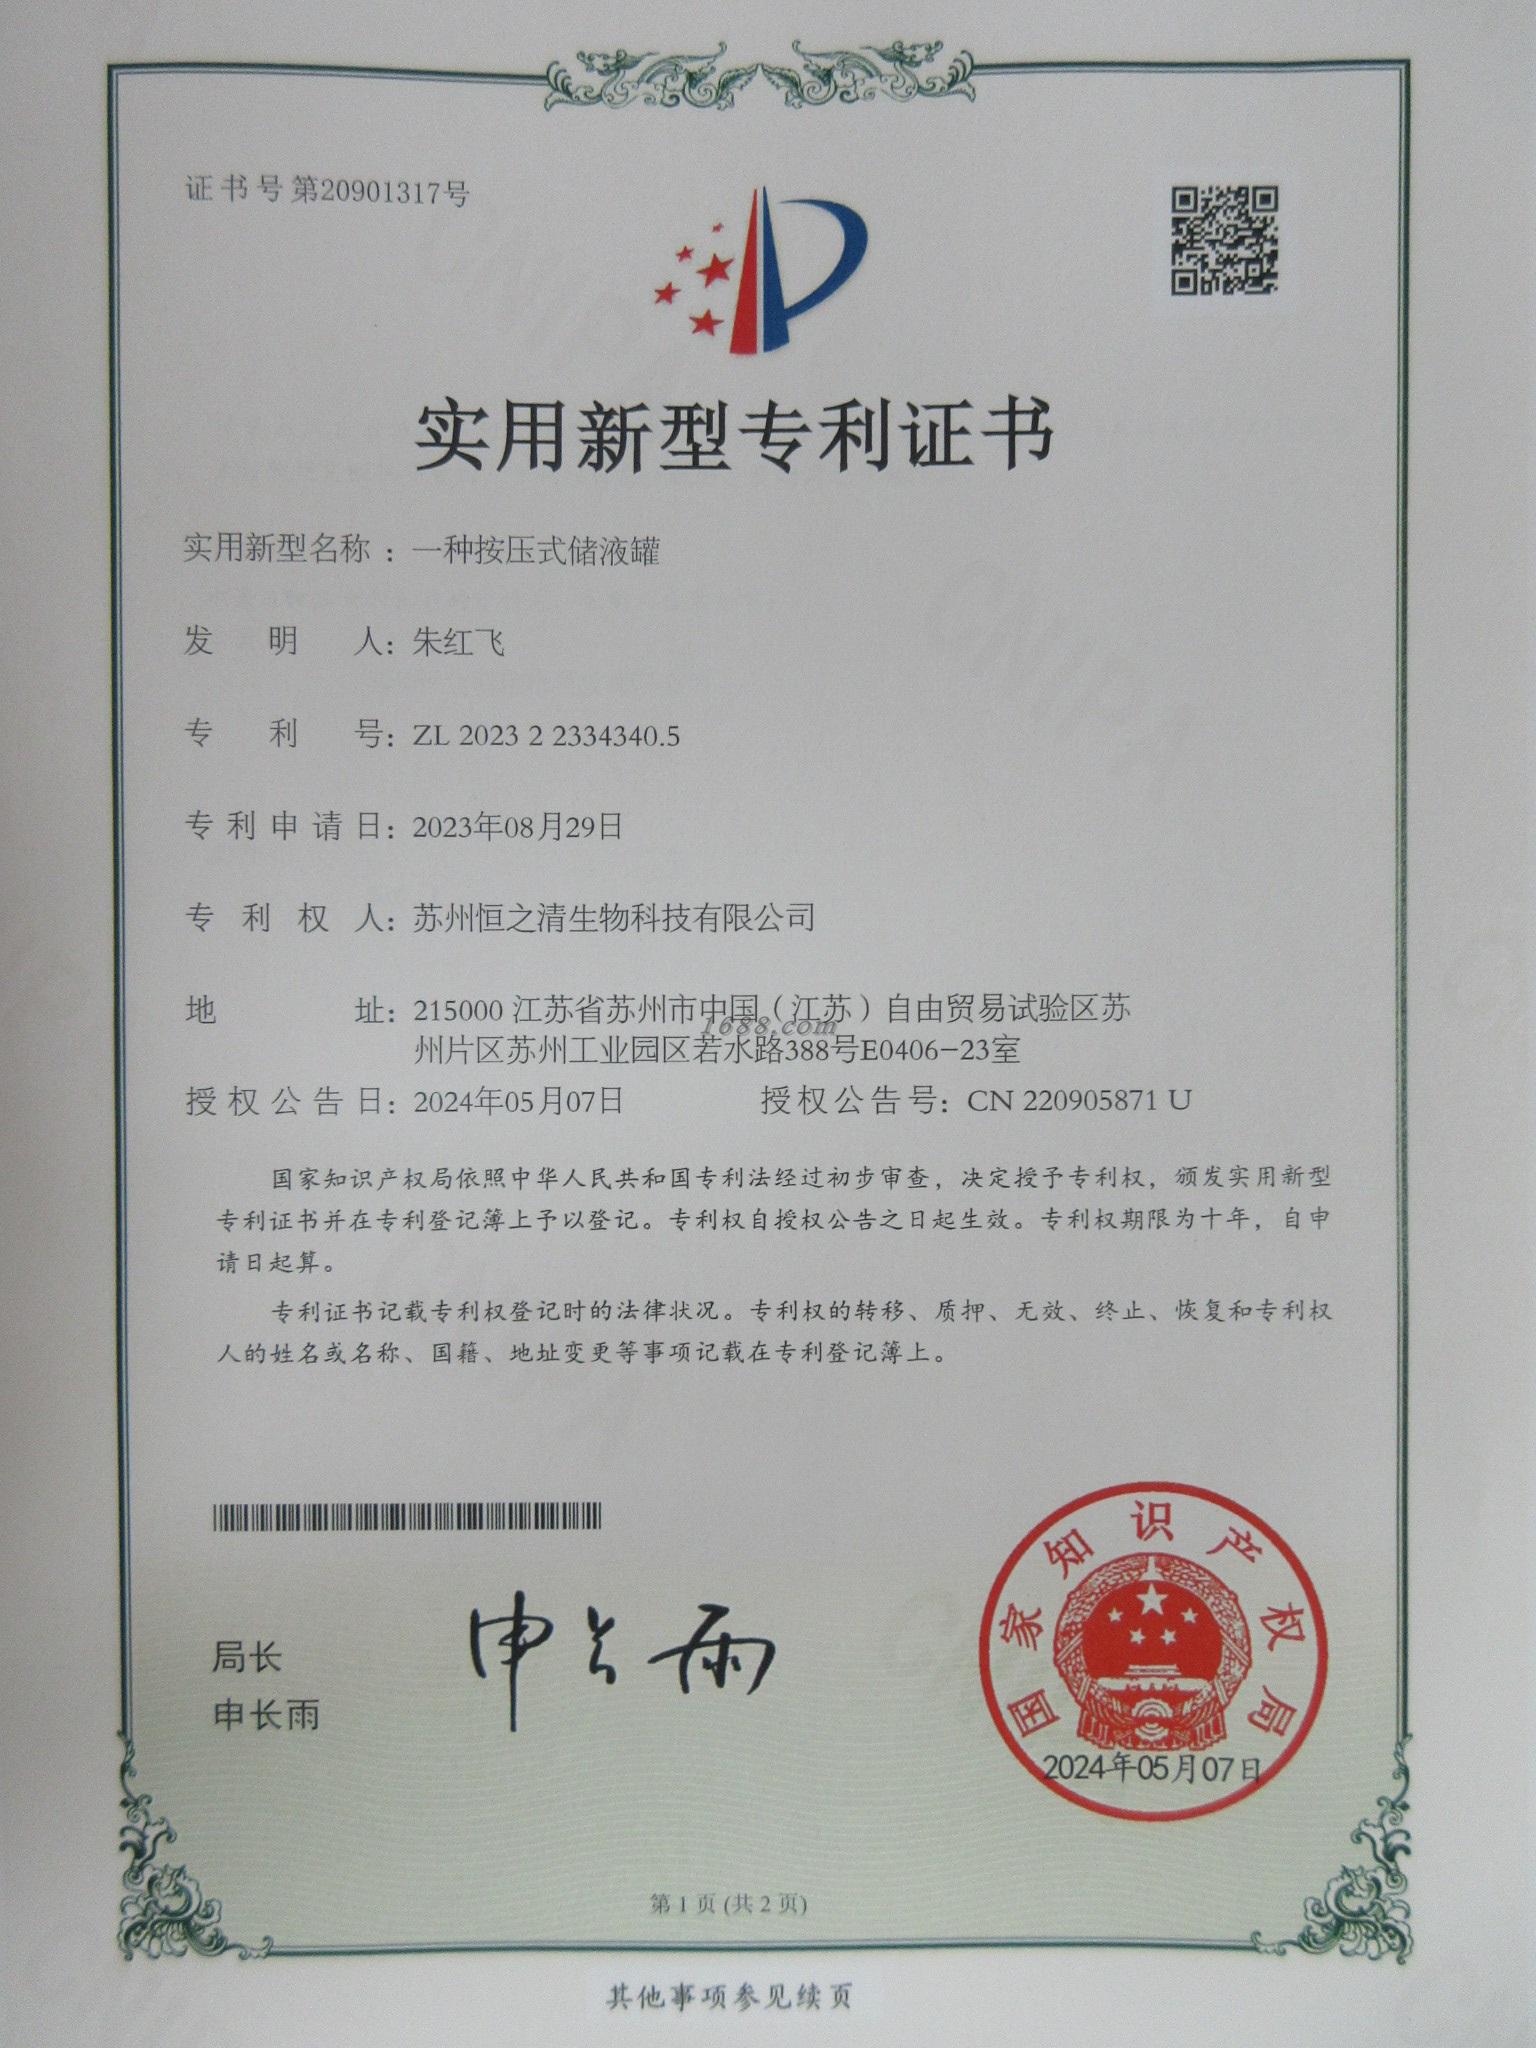 证书号第20901317号
实用新型专利证书
实用新型名称：一种按压式储液罐
发明人：朱红飞
专利号：ZL 2023 2 2334340.5
专利申请日：2023年08月29日
专利权人：苏州恒之清生物科技有限公司
地址：215000 江苏省苏州市中国（江苏）自由贸易试验区苏
1688.com
州片区苏州工业园区若水路388号E0406-23室
授权公告日：2024年05月07日 授权公告号：CN 220905871 U
国家知识产权局依照中华人民共和国专利法经过初步审查，决定授予专利权，颁发实用新型
专利证书并在专利登记簿上予以登记。专利权自授权公告之日起生效。专利权期限为十年，自申
请日起算。
专利证书记载专利权登记时的法律状况。专利权的转移、质押、无效、终止、恢复和专利权
人的姓名或名称、国籍、地址变更等事项记载在专利登记簿上。
局长
申长雨
申长雨
国家知识产权局
2024年05月07日
第 1 页 (共 2 页)
其他事项参见续页